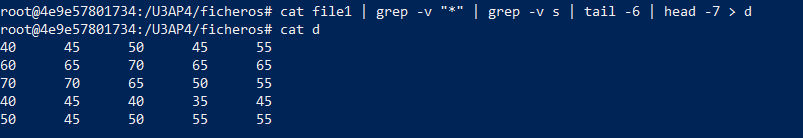 root@4e9e57801734:/U3AP4/ficheros# cat file1 | grep -v "*" | grep -v s | tail -6 | head -7 > d
root@4e9e57801734:/U3AP4/ficheros# cat d
40 45 50 45 55
60 65 70 65 65
70 70 65 50 55
40 45 40 35 45
50 45 50 55 55